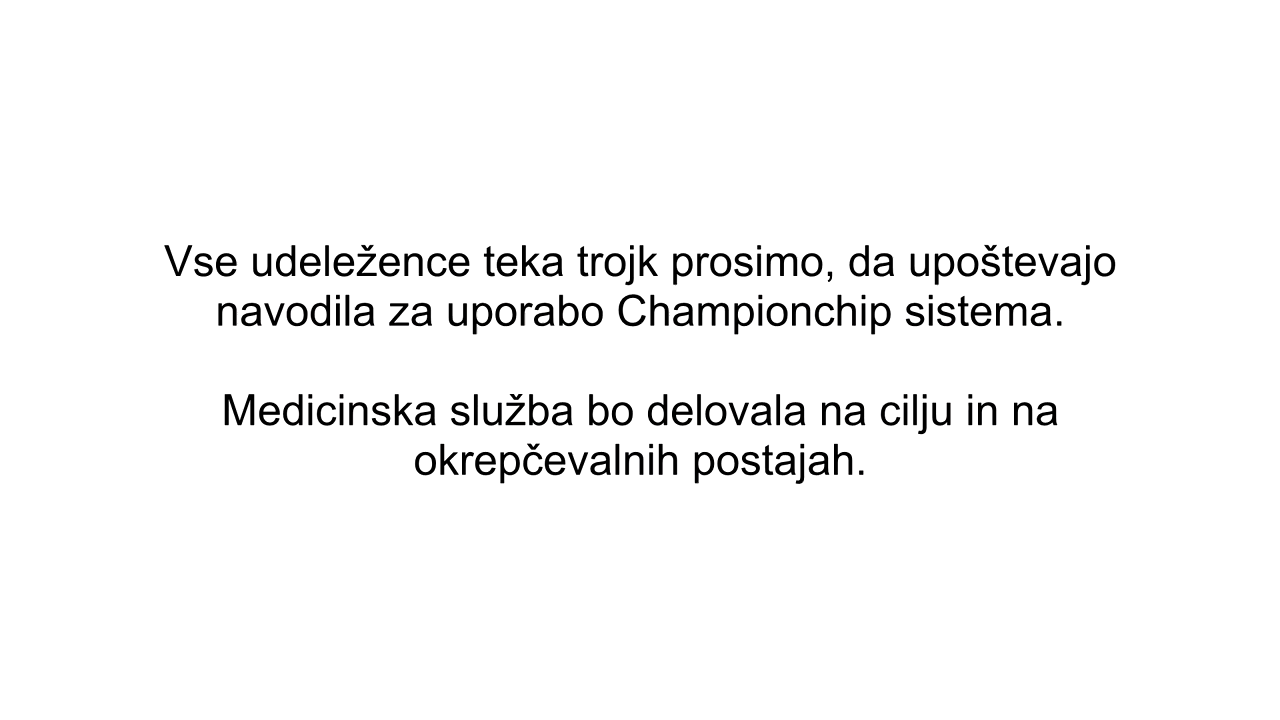 Vse udeležence teka trojk prosimo, da upoštevajo
navodila za uporabo Championchip sistema.
Medicinska služba bo delovala na cilju in na
okrepčevalnih postajah.